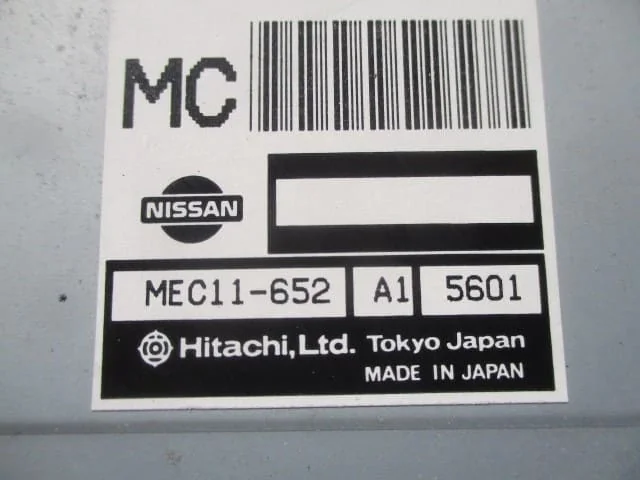 MC
NISSAN
MEC11-652 A1 5601
Hitachi, Ltd. Tokyo Japan
MADE IN JAPAN